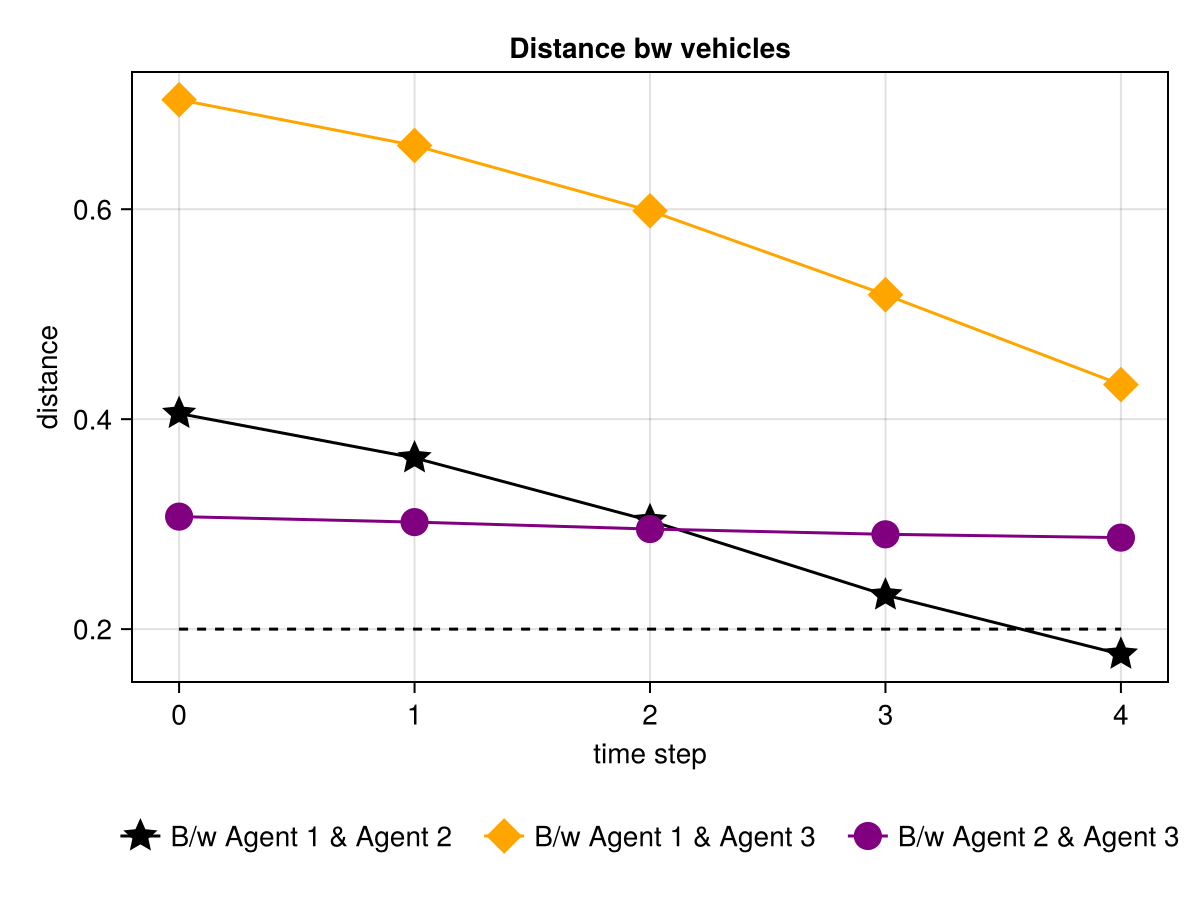 Distance bw vehicles
distance
0.6
0.4
0.2
0 1 2 3 4
time step
B/w Agent 1 & Agent 2 B/w Agent 1 & Agent 3 B/w Agent 2 & Agent 3